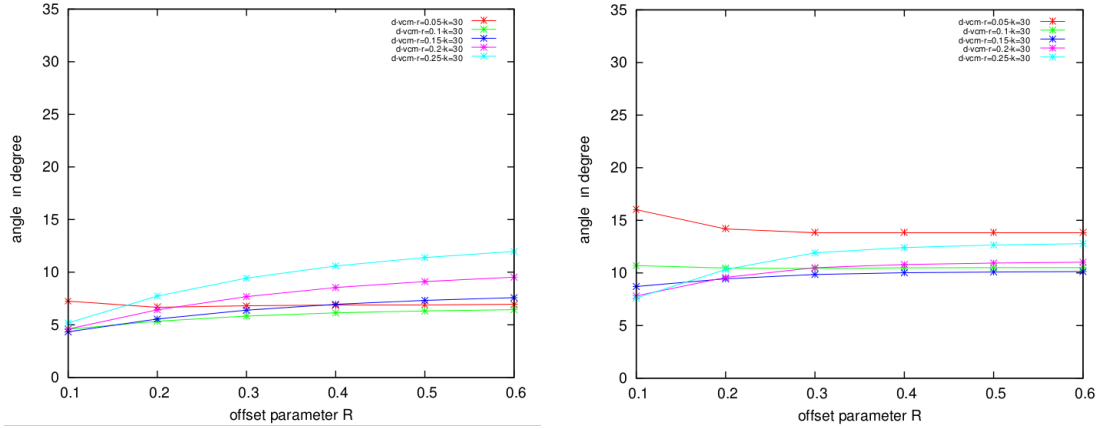 35
30
25
20
15
10
5
0
angle in degree
d-vcm-r=0.05-k=30
d-vcm-r=0.1-k=30
d-vcm-r=0.15-k=30
d-vcm-r=0.2-k=30
d-vcm-r=0.25-k=30
0.1 0.2 0.3 0.4 0.5 0.6
offset parameter R
35
30
25
20
15
10
5
0
angle in degree
d-vcm-r=0.05-k=30
d-vcm-r=0.1-k=30
d-vcm-r=0.15-k=30
d-vcm-r=0.2-k=30
d-vcm-r=0.25-k=30
0.1 0.2 0.3 0.4 0.5 0.6
offset parameter R